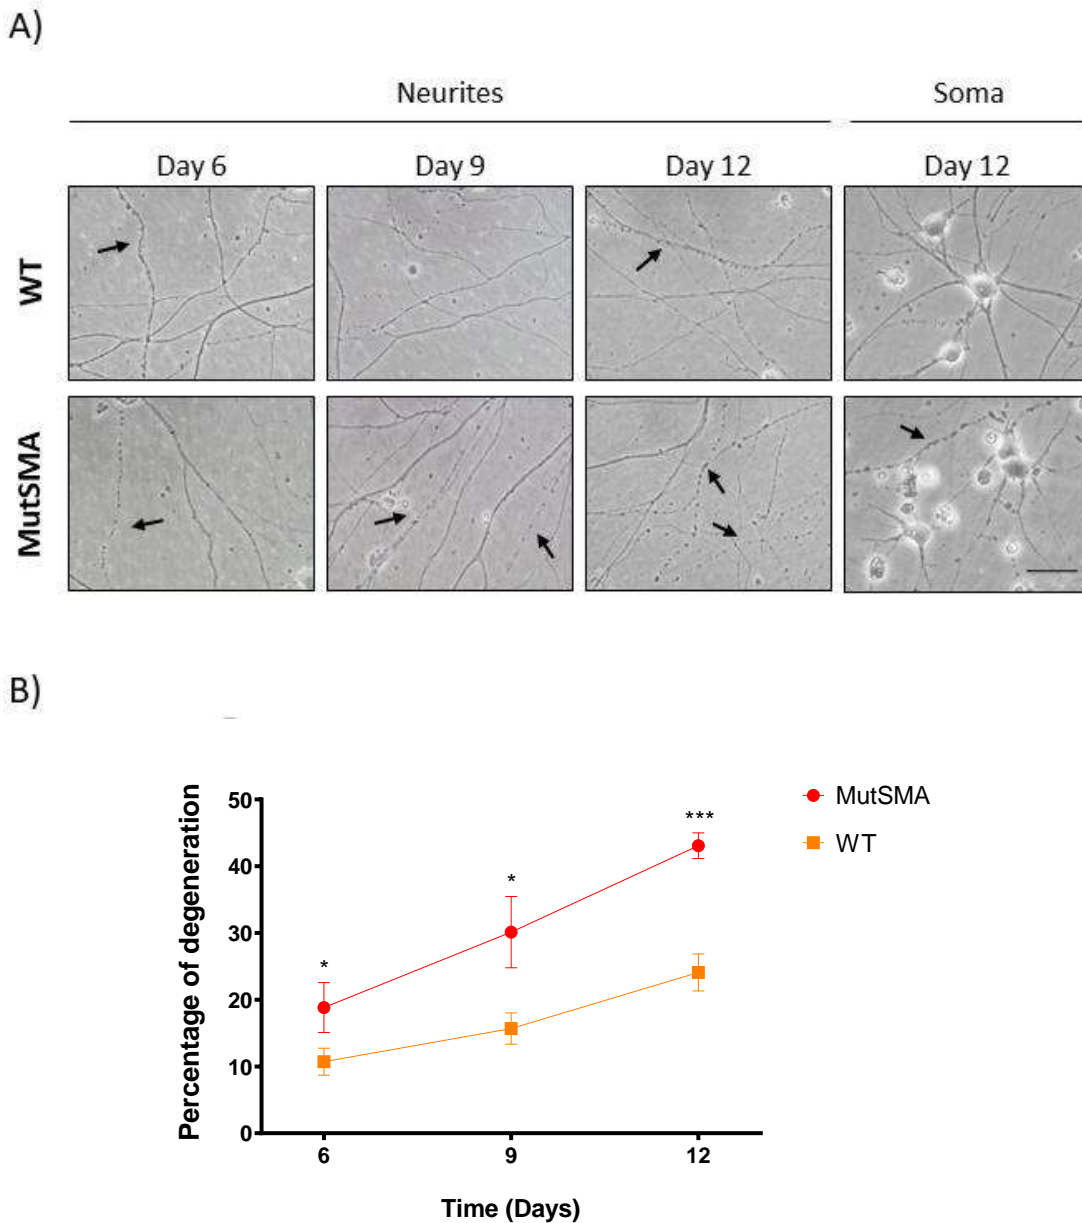 A)
Neurites Soma
Day 6 Day 9 Day 12 Day 12
WT
MutSMA
B)
MutSMA
WT
Percentage of degeneration
50
40
30
20
10
0
*
*
***
6 9 12
Time (Days)